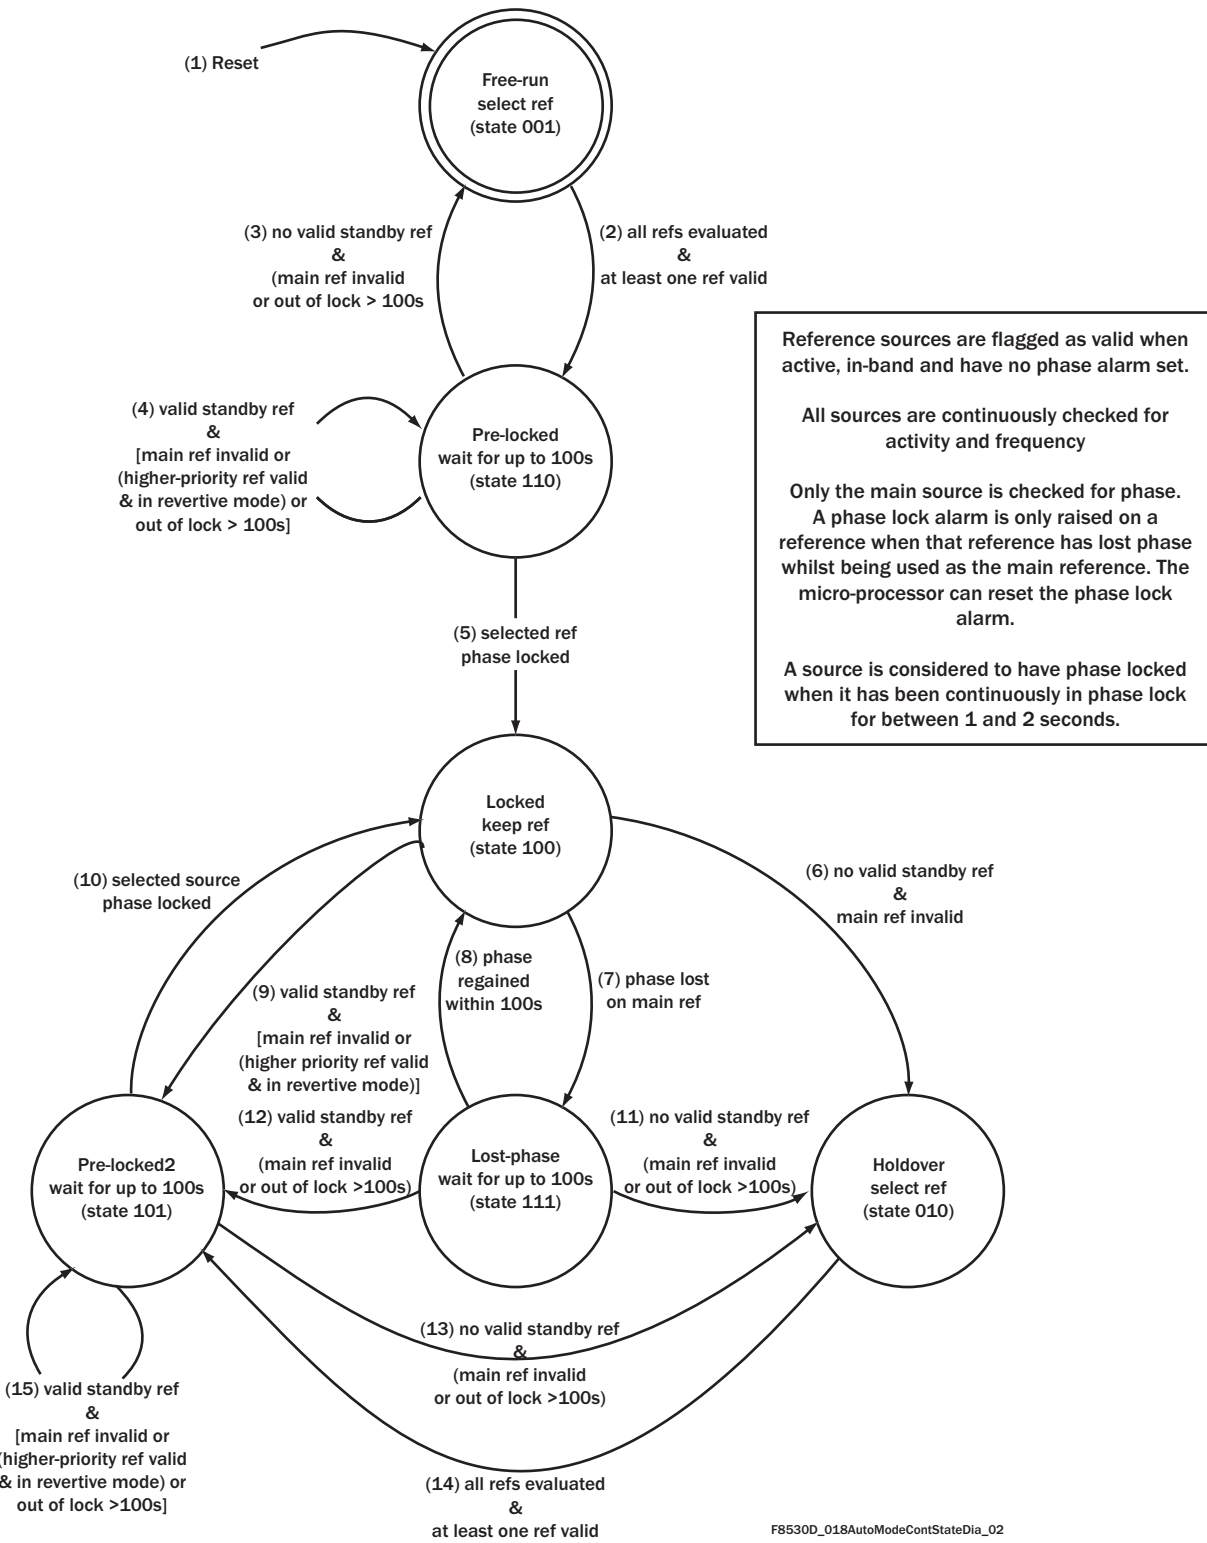 (1) Reset
Free-run
select ref
(state 001)
(3) no valid standby ref
&
(main ref invalid
or out of lock > 100s
(2) all refs evaluated
&
at least one ref valid
Reference sources are flagged as valid when
active, in-band and have no phase alarm set.
All sources are continuously checked for
activity and frequency
Only the main source is checked for phase.
A phase lock alarm is only raised on a
reference when that reference has lost phase
whilst being used as the main reference. The
micro-processor can reset the phase lock
alarm.
A source is considered to have phase locked
when it has been continuously in phase lock
for between 1 and 2 seconds.
(4) valid standby ref
&
[main ref invalid or
(higher-priority ref valid
& in revertive mode) or
out of lock > 100s]
Pre-locked
wait for up to 100s
(state 110)
(5) selected ref
phase locked
Locked
keep ref
(state 100)
(10) selected source
phase locked
(6) no valid standby ref
&
main ref invalid
(8) phase
regained
within 100s
(7) phase lost
on main ref
(9) valid standby ref
&
[main ref invalid or
(higher priority ref valid
& in revertive mode)]
(12) valid standby ref
&
(main ref invalid
or out of lock >100s)
(11) no valid standby ref
&
(main ref invalid
or out of lock >100s)
Pre-locked2
wait for up to 100s
(state 101)
Lost-phase
wait for up to 100s
(state 111)
Holdover
select ref
(state 010)
(13) no valid standby ref
&
(main ref invalid
or out of lock >100s)
(15) valid standby ref
&
[main ref invalid or
(higher-priority ref valid
& in revertive mode) or
out of lock >100s]
(14) all refs evaluated
&
at least one ref valid
F8530D_018AutoModeContStateDia_02